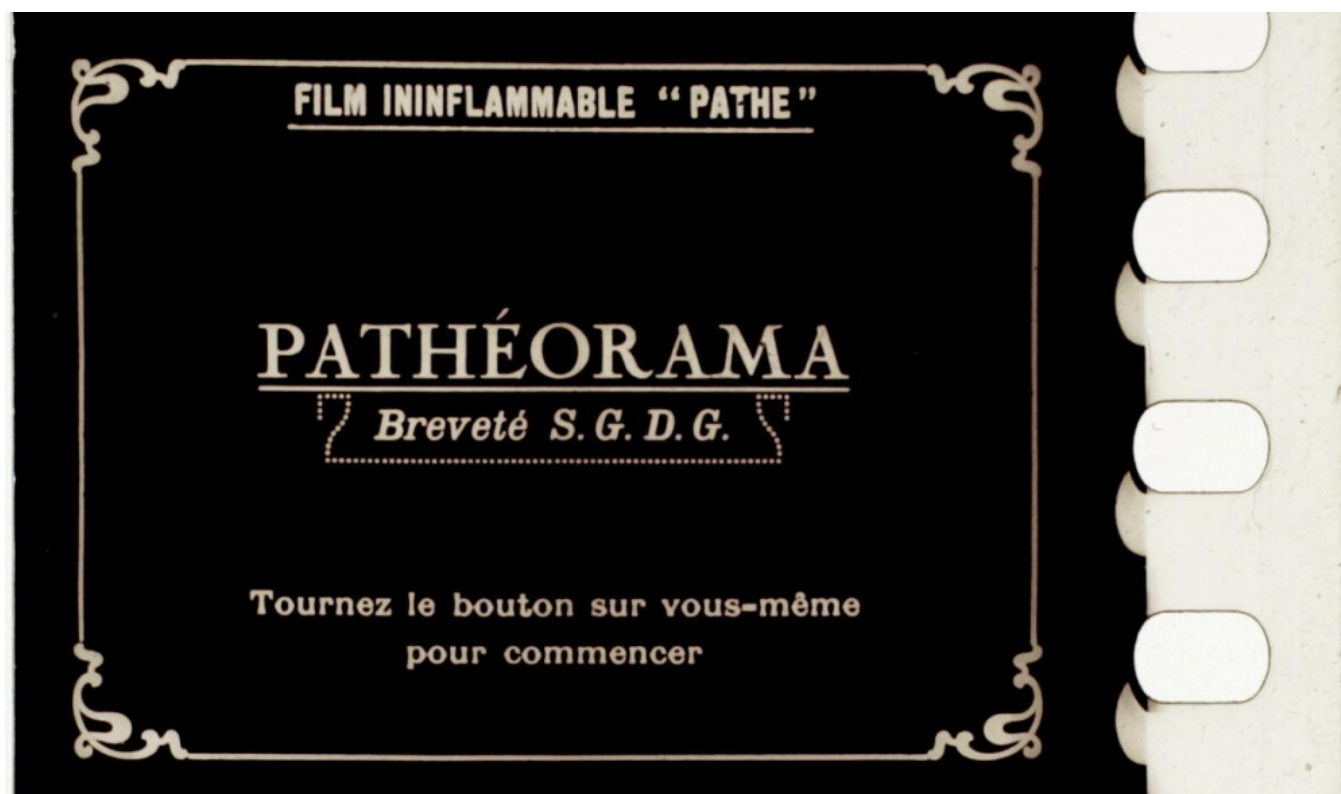 FILM ININFLAMMABLE “PATHE”
PATHÉORAMA
Breveté S. G. D. G.
Tournez le bouton sur vous-même
pour commencer